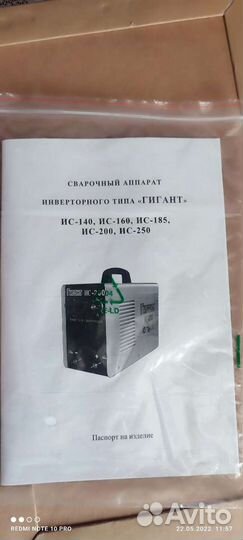 СВАРОЧНЫЙ АППАРАТ
ИНВЕРТОРНОГО ТИПА «ГИГАНТ»
ИС-140, ИС-160, ИС-185,
ИС-200, ИС-250
Паспорт на изделие
REDMI NOTE 10 PRO
22.05.2022 11:57
Avito